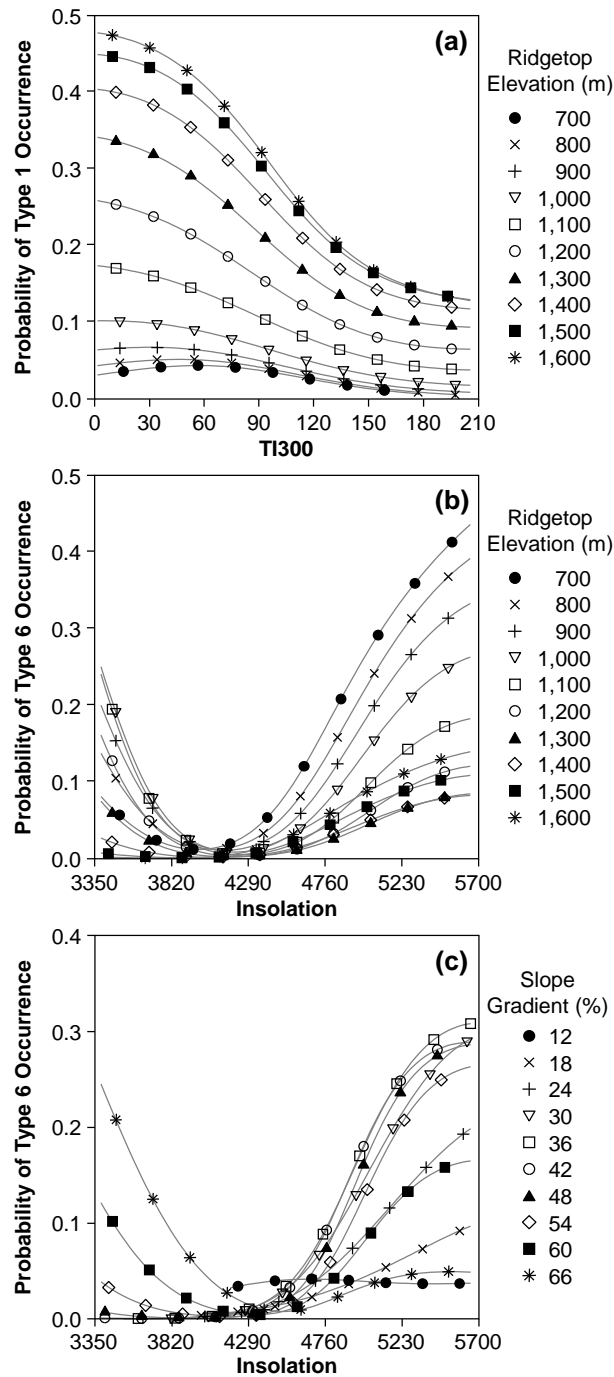 (a)
Probability of Type 1 Occurrence
0.5
0.4
0.3
0.2
0.1
0.0
0 30 60 90 120 150 180 210
TI300
Ridgetop
Elevation (m)
700
800
900
1,000
1,100
1,200
1,300
1,400
1,500
1,600
(b)
Probability of Type 6 Occurrence
0.5
0.4
0.3
0.2
0.1
0.0
3350 3820 4290 4760 5230 5700
Insolation
Ridgetop
Elevation (m)
700
800
900
1,000
1,100
1,200
1,300
1,400
1,500
1,600
(c)
Probability of Type 6 Occurrence
0.4
0.3
0.2
0.1
0.0
3350 3820 4290 4760 5230 5700
Insolation
Slope
Gradient (%)
12
18
24
30
36
42
48
54
60
66